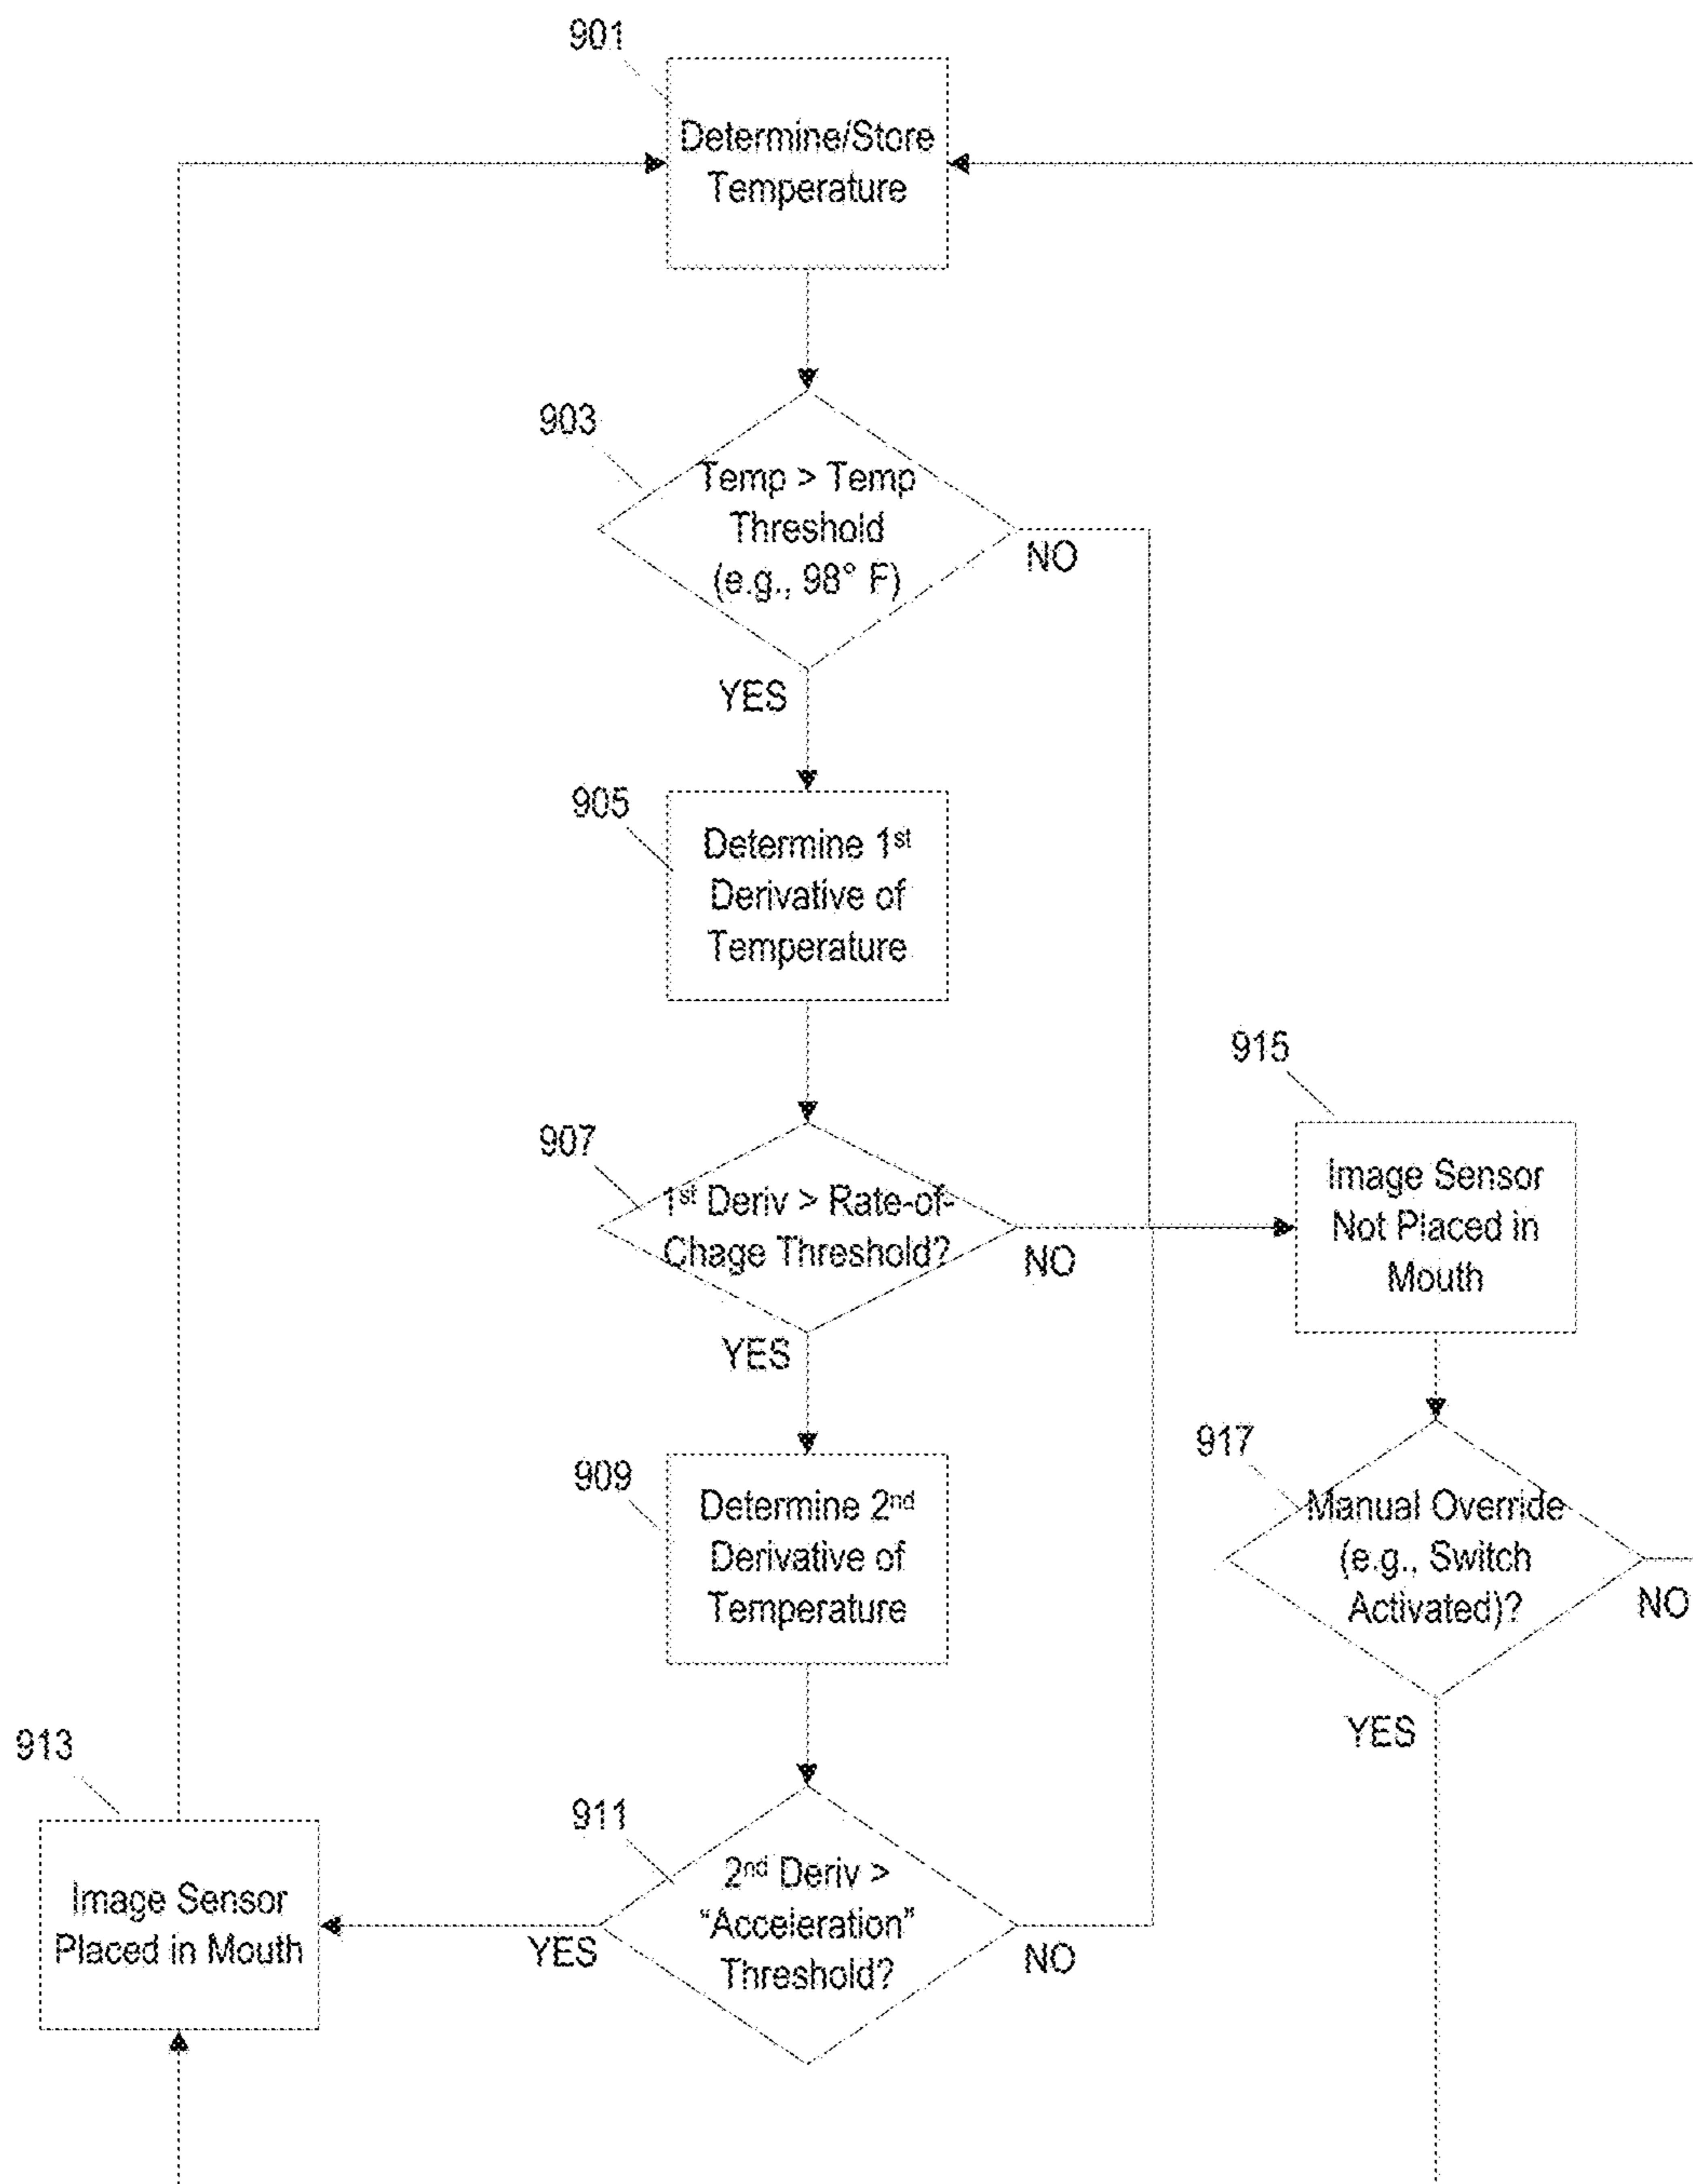 901
Determine/Store
Temperature
903
Temp > Temp
Threshold
(e.g., 98° F)
NO
YES
905
Determine 1st
Derivative of
Temperature
907
1st Deriv > Rate-of-
Chage Threshold?
NO
YES
915
Image Sensor
Not Placed in
Mouth
909
Determine 2nd
Derivative of
Temperature
917
Manual Override
(e.g., Switch
Activated)?
NO
YES
911
2nd Deriv >
“Acceleration”
Threshold?
YES
NO
913
Image Sensor
Placed in Mouth